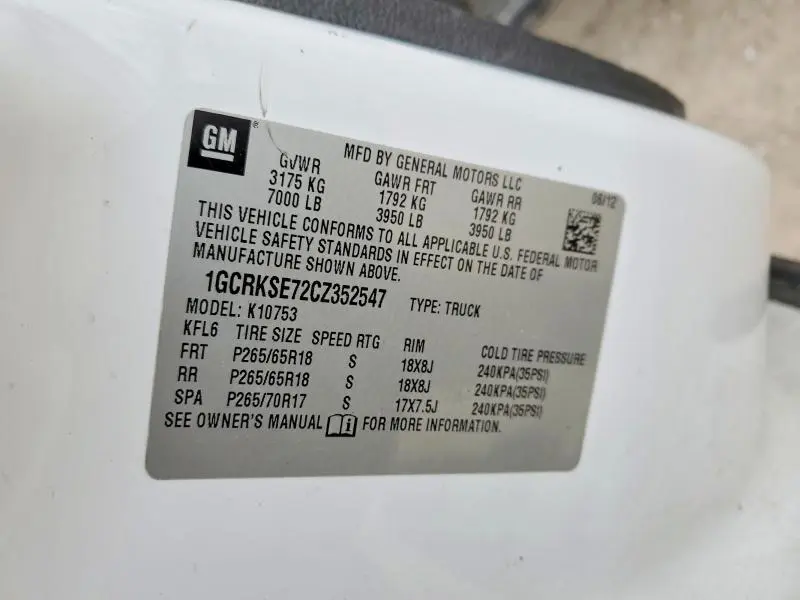 GM ®
MFD BY GENERAL MOTORS LLC 06/12
GVWR GAWR FRT GAWR RR
3175 KG 1792 KG 1792 KG
7000 LB 3950 LB 3950 LB
THIS VEHICLE CONFORMS TO ALL APPLICABLE U.S. FEDERAL MOTOR
VEHICLE SAFETY STANDARDS IN EFFECT ON THE DATE OF
MANUFACTURE SHOWN ABOVE.
1GCRKSE72CZ352547 TYPE: TRUCK
MODEL: K10753
KFL6 TIRE SIZE SPEED RTG RIM COLD TIRE PRESSURE
FRT P265/65R18 S 18X8J 240KPA(35PSI)
RR P265/65R18 S 18X8J 240KPA(35PSI)
SPA P265/70R17 S 17X7.5J 240KPA(35PSI)
SEE OWNER'S MANUAL i FOR MORE INFORMATION.